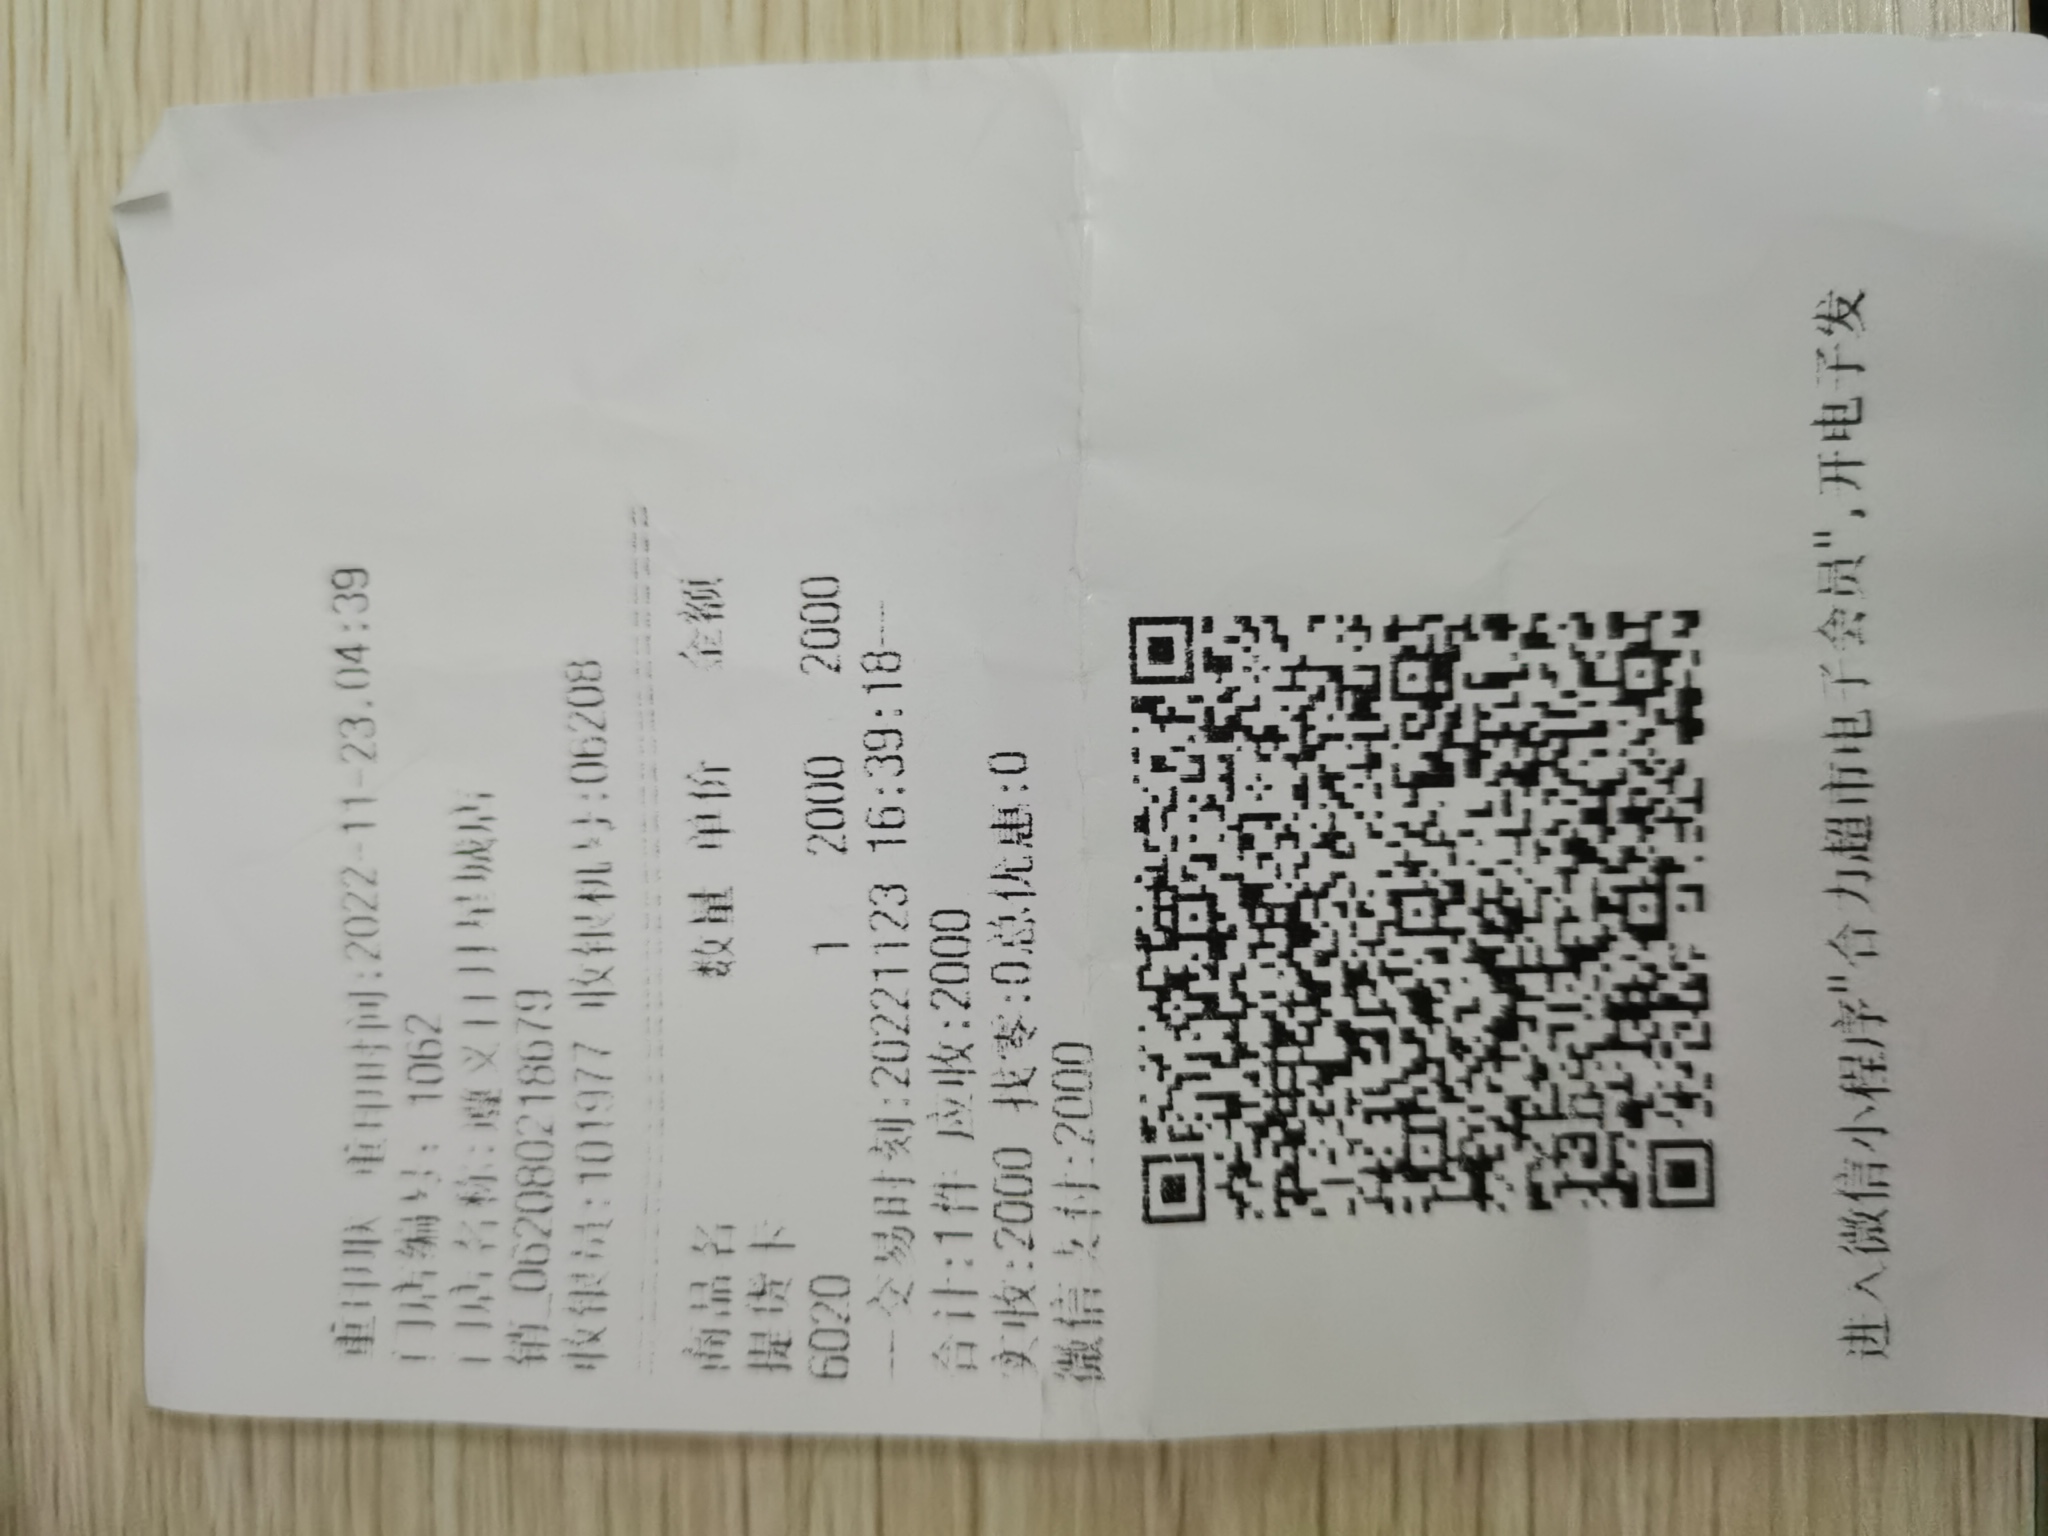 重印联 重印时间:2022-11-23.04:39
门店编号: 1062
门店名称:遵义日月星城店
销_0620802186679
收银员:101977 收银机号:06208
商品名 数量 单价 金额
提货卡
6020 1 2000 2000
---交易时刻:20221123 16:39:18---
合计:1件 应收:2000
实收:2000 找零:0总优惠:0
微信支付:2000
进入微信小程序"合力超市电子会员",开电子发